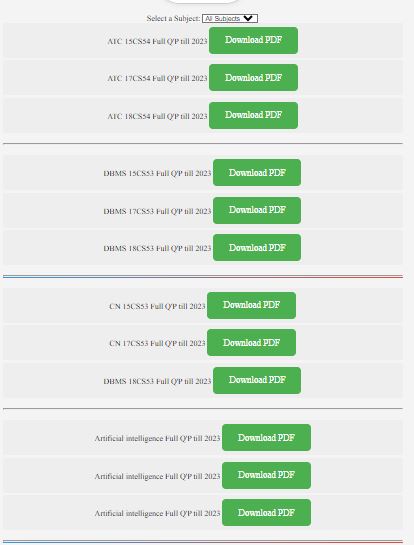 Select a Subject: All Subjects
ATC 15CS54 Full Q'P till 2023 Download PDF
ATC 17CS54 Full Q'P till 2023 Download PDF
ATC 18CS54 Full Q'P till 2023 Download PDF
DBMS 15CS53 Full Q'P till 2023 Download PDF
DBMS 17CS53 Full Q'P till 2023 Download PDF
DBMS 18CS53 Full Q'P till 2023 Download PDF
CN 15CS53 Full Q'P till 2023 Download PDF
CN 17CS53 Full Q'P till 2023 Download PDF
DBMS 18CS53 Full Q'P till 2023 Download PDF
Artificial intelligence Full Q'P till 2023 Download PDF
Artificial intelligence Full Q'P till 2023 Download PDF
Artificial intelligence Full Q'P till 2023 Download PDF